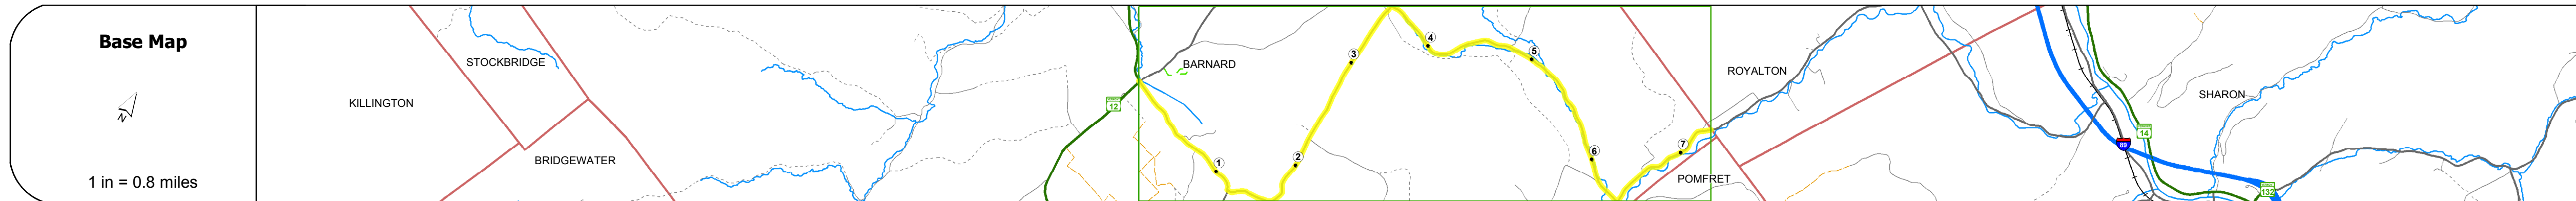 Base Map
N
1 in = 0.8 miles
KILLINGTON
STOCKBRIDGE
BRIDGEWATER
12
BARNARD
1
2
3
4
5
6
7
POMFRET
ROYALTON
SHARON
14
89
132